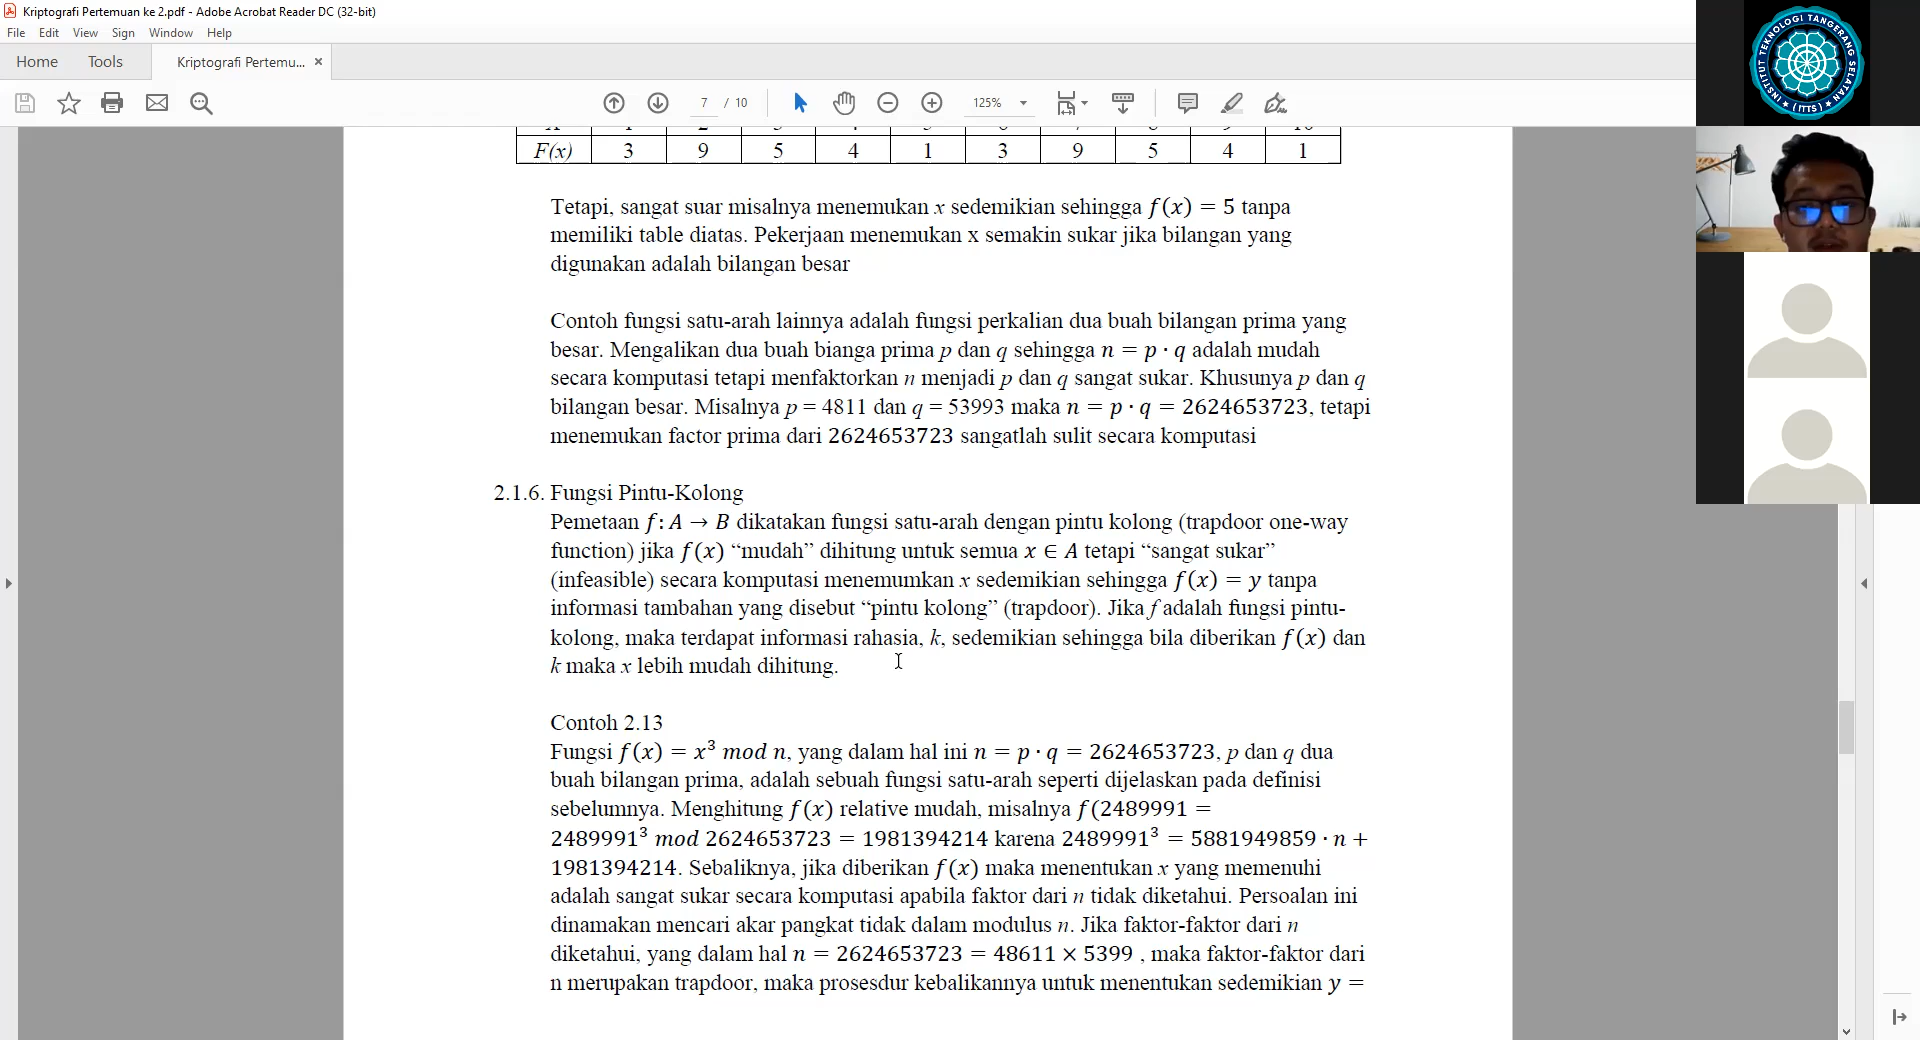 Kriptografi Pertemuan ke 2.pdf - Adobe Acrobat Reader DC (32-bit)
File Edit View Sign Window Help
Home Tools Kriptografi Pertemu... ×
7 / 10 125%
F(x) 3 9 5 4 1 3 9 5 4 1
Tetapi, sangat suar misalnya menemukan x sedemikian sehingga f(x) = 5 tanpa
memiliki table diatas. Pekerjaan menemukan x semakin sukar jika bilangan yang
digunakan adalah bilangan besar
Contoh fungsi satu-arah lainnya adalah fungsi perkalian dua buah bilangan prima yang
besar. Mengalikan dua buah bianga prima p dan q sehingga n = p · q adalah mudah
secara komputasi tetapi menfaktorkan n menjadi p dan q sangat sukar. Khusunya p dan q
bilangan besar. Misalnya p = 4811 dan q = 53993 maka n = p · q = 2624653723, tetapi
menemukan factor prima dari 2624653723 sangatlah sulit secara komputasi
2.1.6. Fungsi Pintu-Kolong
Pemetaan f: A → B dikatakan fungsi satu-arah dengan pintu kolong (trapdoor one-way
function) jika f(x) “mudah” dihitung untuk semua x ∈ A tetapi “sangat sukar”
(infeasible) secara komputasi menemumkan x sedemikian sehingga f(x) = y tanpa
informasi tambahan yang disebut “pintu kolong” (trapdoor). Jika f adalah fungsi pintu-
kolong, maka terdapat informasi rahasia, k, sedemikian sehingga bila diberikan f(x) dan
k maka x lebih mudah dihitung.
Contoh 2.13
Fungsi f(x) = x³ mod n, yang dalam hal ini n = p · q = 2624653723, p dan q dua
buah bilangan prima, adalah sebuah fungsi satu-arah seperti dijelaskan pada definisi
sebelumnya. Menghitung f(x) relative mudah, misalnya f(2489991 =
2489991³ mod 2624653723 = 1981394214 karena 2489991³ = 5881949859 · n +
1981394214. Sebaliknya, jika diberikan f(x) maka menentukan x yang memenuhi
adalah sangat sukar secara komputasi apabila faktor dari n tidak diketahui. Persoalan ini
dinamakan mencari akar pangkat tidak dalam modulus n. Jika faktor-faktor dari n
diketahui, yang dalam hal n = 2624653723 = 48611 × 5399 , maka faktor-faktor dari
n merupakan trapdoor, maka prosesdur kebalikannya untuk menentukan sedemikian y =
INSTITUT TEKNOLOGI TANGERANG SELATAN
( ITTS )